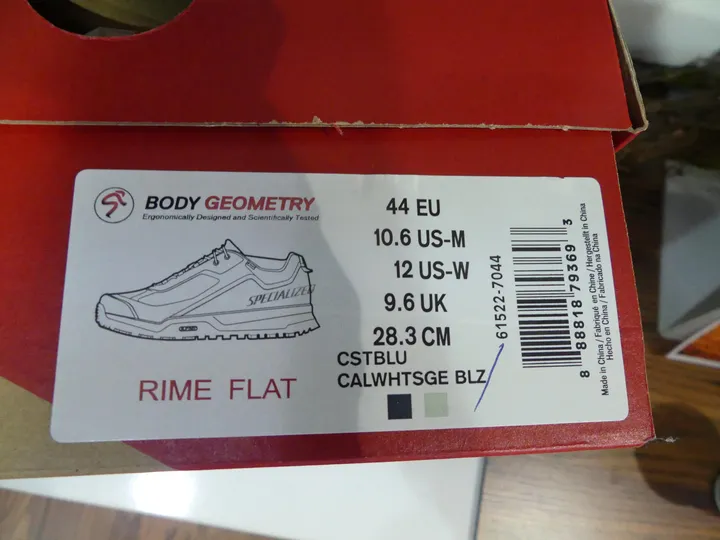 BODY GEOMETRY
Ergonomically Designed and Scientifically Tested
SPECIALIZED
RIME FLAT
44 EU
10.6 US-M
12 US-W
9.6 UK
28.3 CM
CSTBLU
CALWHTSGE BLZ
61522-7044
8 88818 79369 3
Made in China / Fabriqué en Chine / Hergestellt in China
Hecho en China / Fabricado na China